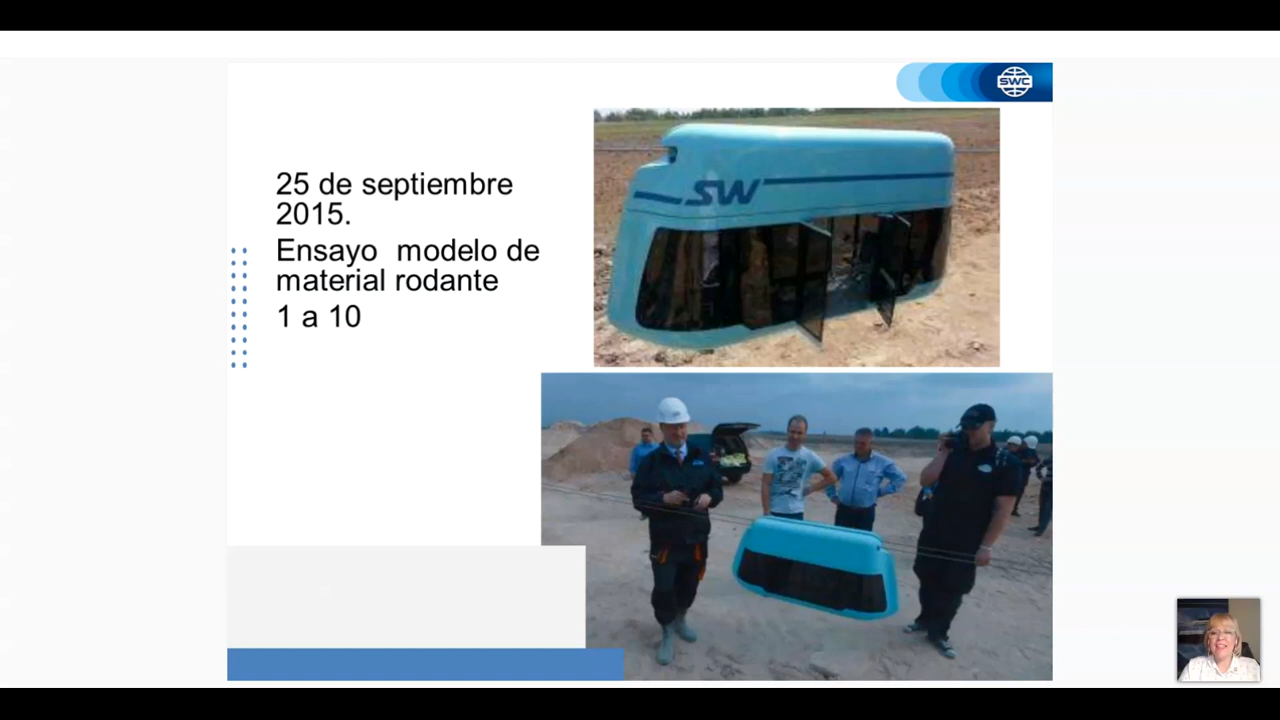 SWC
25 de septiembre
2015.
Ensayo  modelo de
material rodante
1 a 10
SW